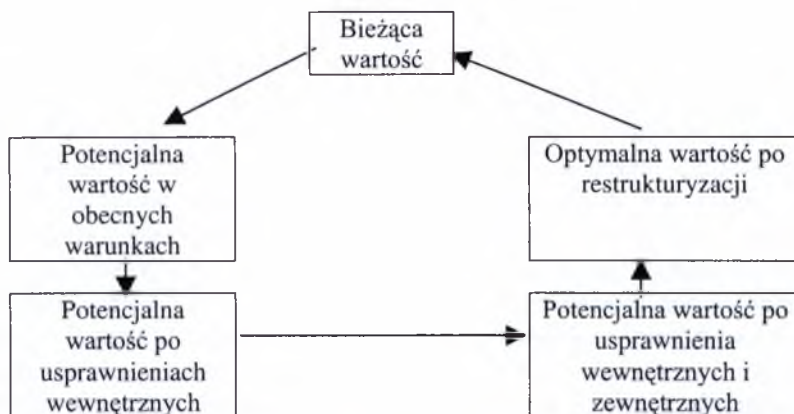 Bieżąca
wartość
Potencjalna
wartość w
obecnych
warunkach
Optymalna wartość po
restrukturyzacji
Potencjalna
wartość po
usprawnieniach
wewnętrznych
Potencjalna wartość po
usprawnienia
wewnętrznych i
zewnętrznych